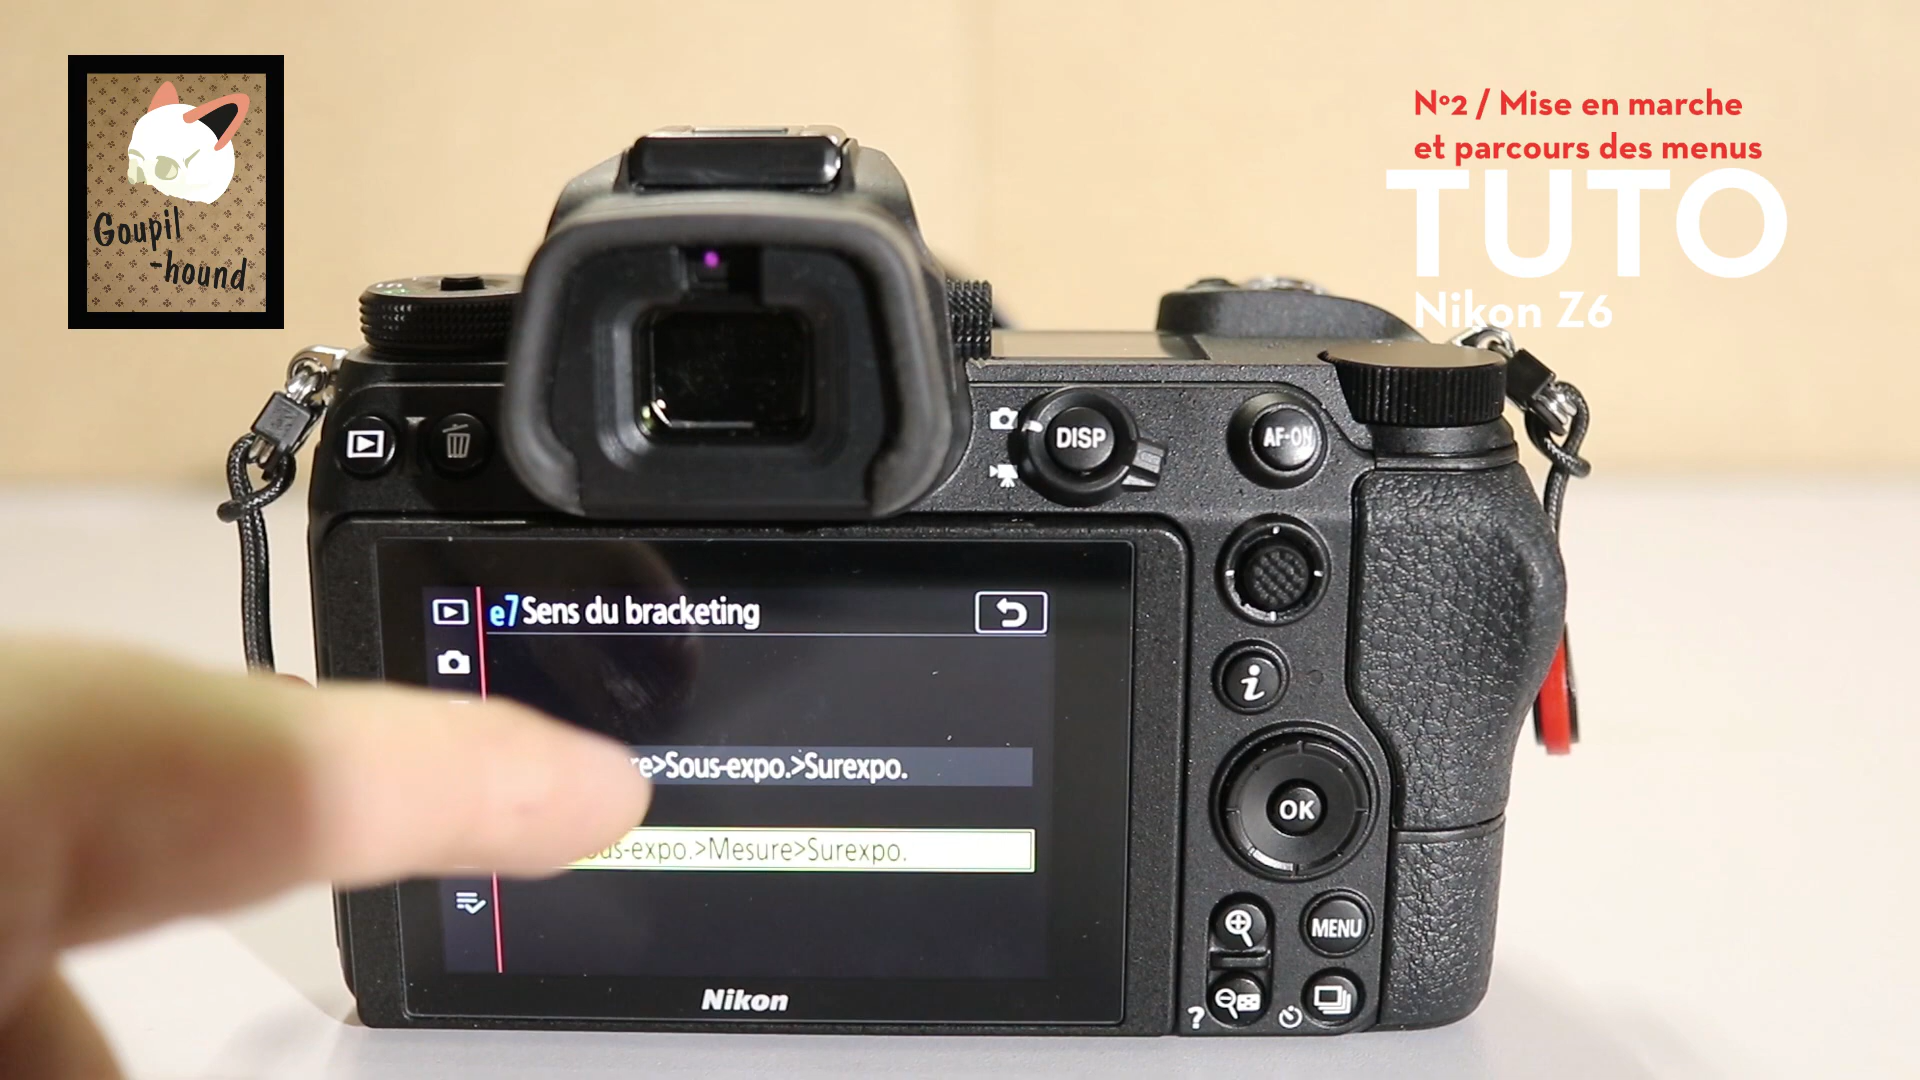 Goupil
-hound
N°2 / Mise en marche
et parcours des menus
TUTO
Nikon Z6
DISP
AF-ON
e7 Sens du bracketing
>Sous-expo.>Surexpo.
>Mesure>Surexpo.
i
OK
MENU
?
Nikon